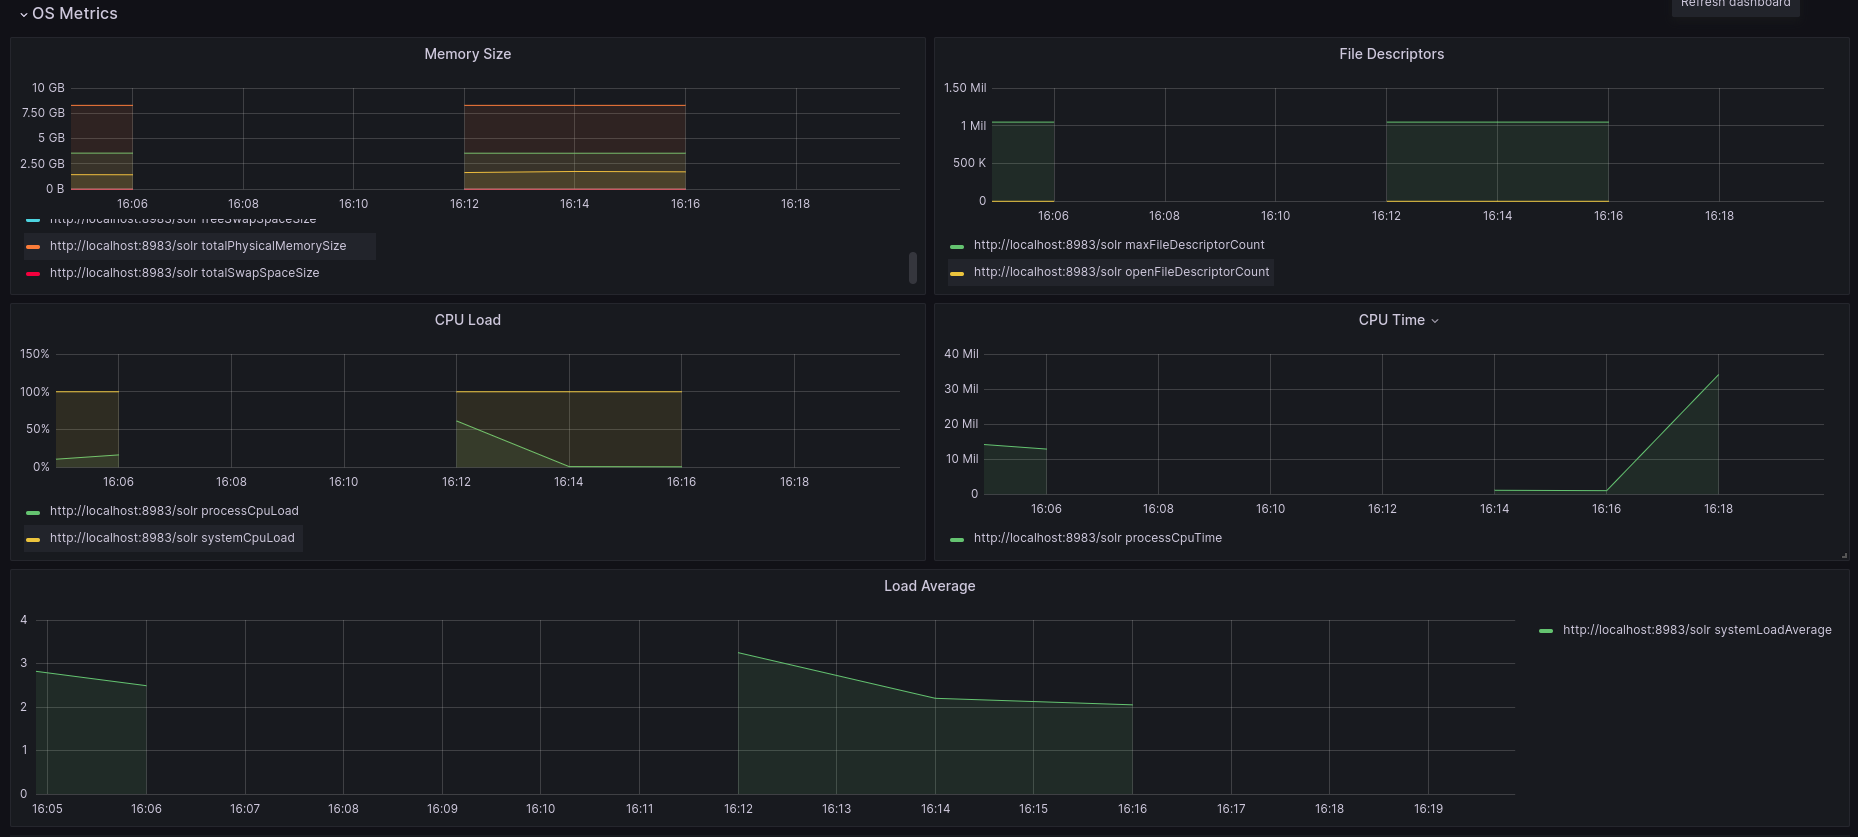 OS Metrics
Refresh dashboard
Memory Size
10 GB
7.50 GB
5 GB
2.50 GB
0 B
16:06 16:08 16:10 16:12 16:14 16:16 16:18
http://localhost:8983/solr freeSwapSpaceSize
http://localhost:8983/solr totalPhysicalMemorySize
http://localhost:8983/solr totalSwapSpaceSize
File Descriptors
1.50 Mil
1 Mil
500 K
0
16:06 16:08 16:10 16:12 16:14 16:16 16:18
http://localhost:8983/solr maxFileDescriptorCount
http://localhost:8983/solr openFileDescriptorCount
CPU Load
150%
100%
50%
0%
16:06 16:08 16:10 16:12 16:14 16:16 16:18
http://localhost:8983/solr processCpuLoad
http://localhost:8983/solr systemCpuLoad
CPU Time
40 Mil
30 Mil
20 Mil
10 Mil
0
16:06 16:08 16:10 16:12 16:14 16:16 16:18
http://localhost:8983/solr processCpuTime
Load Average
4
3
2
1
0
16:05 16:06 16:07 16:08 16:09 16:10 16:11 16:12 16:13 16:14 16:15 16:16 16:17 16:18 16:19
http://localhost:8983/solr systemLoadAverage